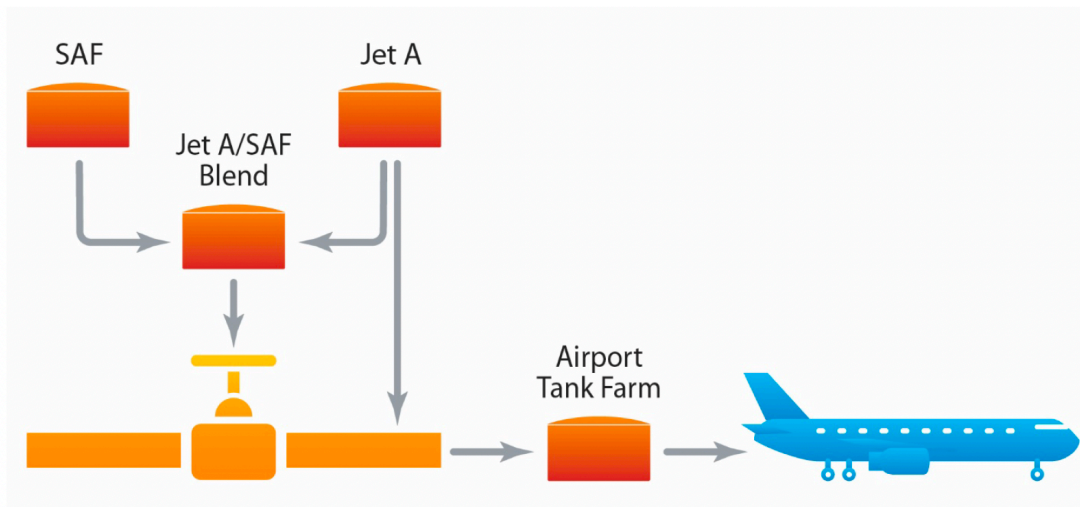 SAF
Jet A
Jet A/SAF
Blend
Airport
Tank Farm